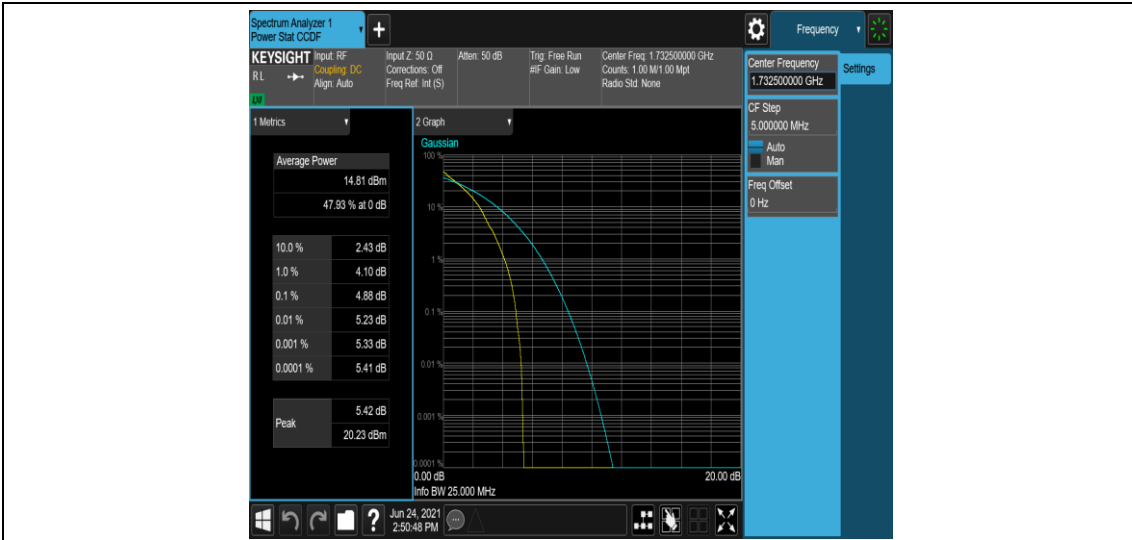 Spectrum Analyzer 1
Power Stat CCDF
+
Frequency
KEYSIGHT
RL
LXI
Input: RF
Coupling: DC
Align: Auto
Input Z: 50 Ω
Corrections: Off
Freq Ref: Int (S)
Atten: 50 dB
Trig: Free Run
#IF Gain: Low
Center Freq: 1.732500000 GHz
Counts: 1.00 M/1.00 Mpt
Radio Std: None
Center Frequency
1.732500000 GHz
Settings
CF Step
5.000000 MHz
Auto
Man
Freq Offset
0 Hz
1 Metrics
Average Power
14.81 dBm
47.93 % at 0 dB
10.0 % 2.43 dB
1.0 % 4.10 dB
0.1 % 4.88 dB
0.01 % 5.23 dB
0.001 % 5.33 dB
0.0001 % 5.41 dB
Peak
5.42 dB
20.23 dBm
2 Graph
Gaussian
100 %
10 %
1 %
0.1 %
0.01 %
0.001 %
0.0001 %
0.00 dB 20.00 dB
Info BW 25.000 MHz
?
Jun 24, 2021
2:50:48 PM